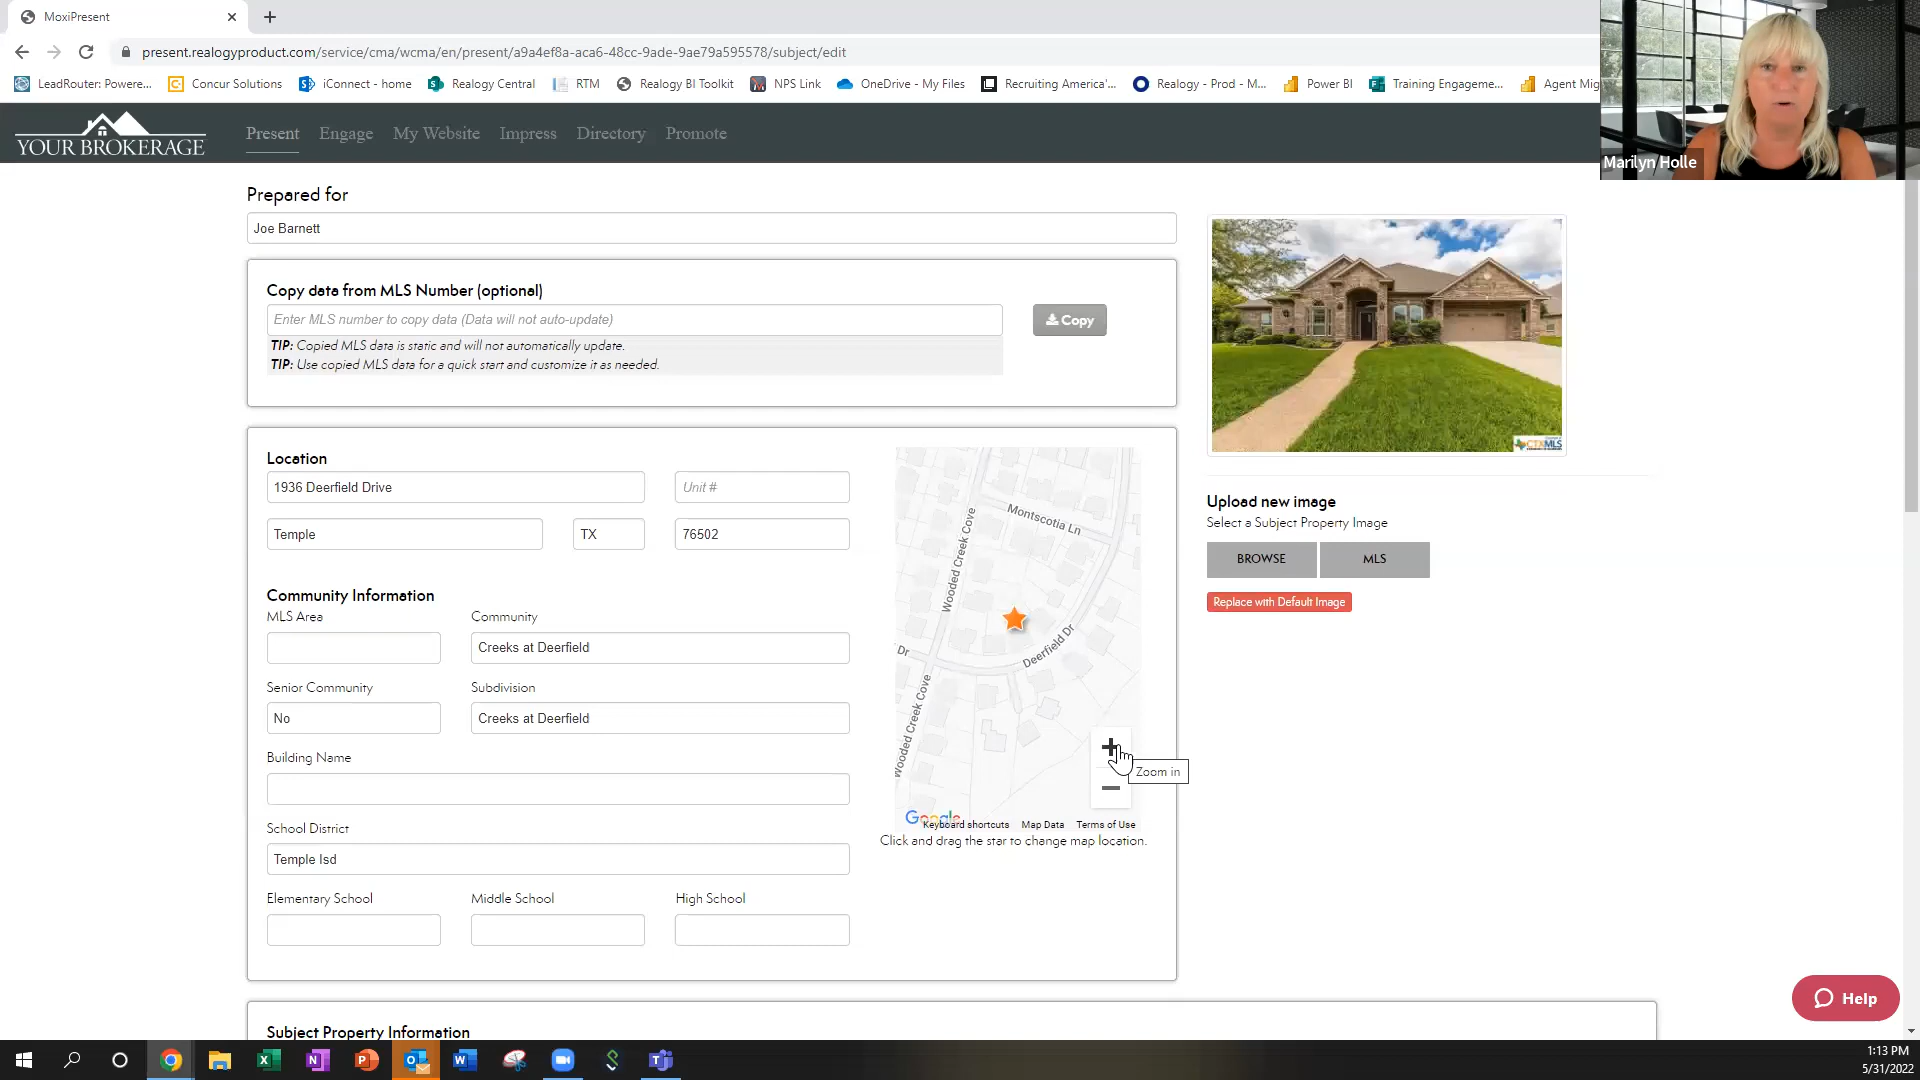 MoxiPresent
present.realogyproduct.com/service/cma/wcma/en/present/a9a4ef8a-aca6-48cc-9ade-9ae79a595578/subject/edit
LeadRouter: Powere... Concur Solutions iConnect - home Realogy Central RTM Realogy BI Toolkit NPS Link OneDrive - My Files Recruiting America'... Realogy - Prod - M... Power BI Training Engageme... Agent Mig
YOUR BROKERAGE Present Engage My Website Impress Directory Promote
Marilyn Holle
Prepared for
Joe Barnett
Copy data from MLS Number (optional)
Enter MLS number to copy data (Data will not auto-update)
Copy
TIP: Copied MLS data is static and will not automatically update.
TIP: Use copied MLS data for a quick start and customize it as needed.
CTXMLS
Location
1936 Deerfield Drive
Unit #
Temple
TX
76502
Community Information
MLS Area
Community
Creeks at Deerfield
Senior Community
Subdivision
No
Creeks at Deerfield
Building Name
School District
Temple Isd
Elementary School
Middle School
High School
Montscotia Ln
Wooded Creek Cove
Deerfield Dr
Dr
Wooded Creek Cove
Zoom in
Google
Keyboard shortcuts Map Data Terms of Use
Click and drag the star to change map location.
Upload new image
Select a Subject Property Image
BROWSE
MLS
Replace with Default Image
Subject Property Information
Help
1:13 PM
5/31/2022